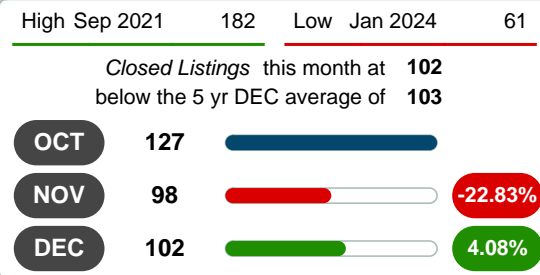 High Sep 2021 182 Low Jan 2024 61
Closed Listings this month at 102
below the 5 yr DEC average of 103
OCT 127
NOV 98 -22.83%
DEC 102 4.08%